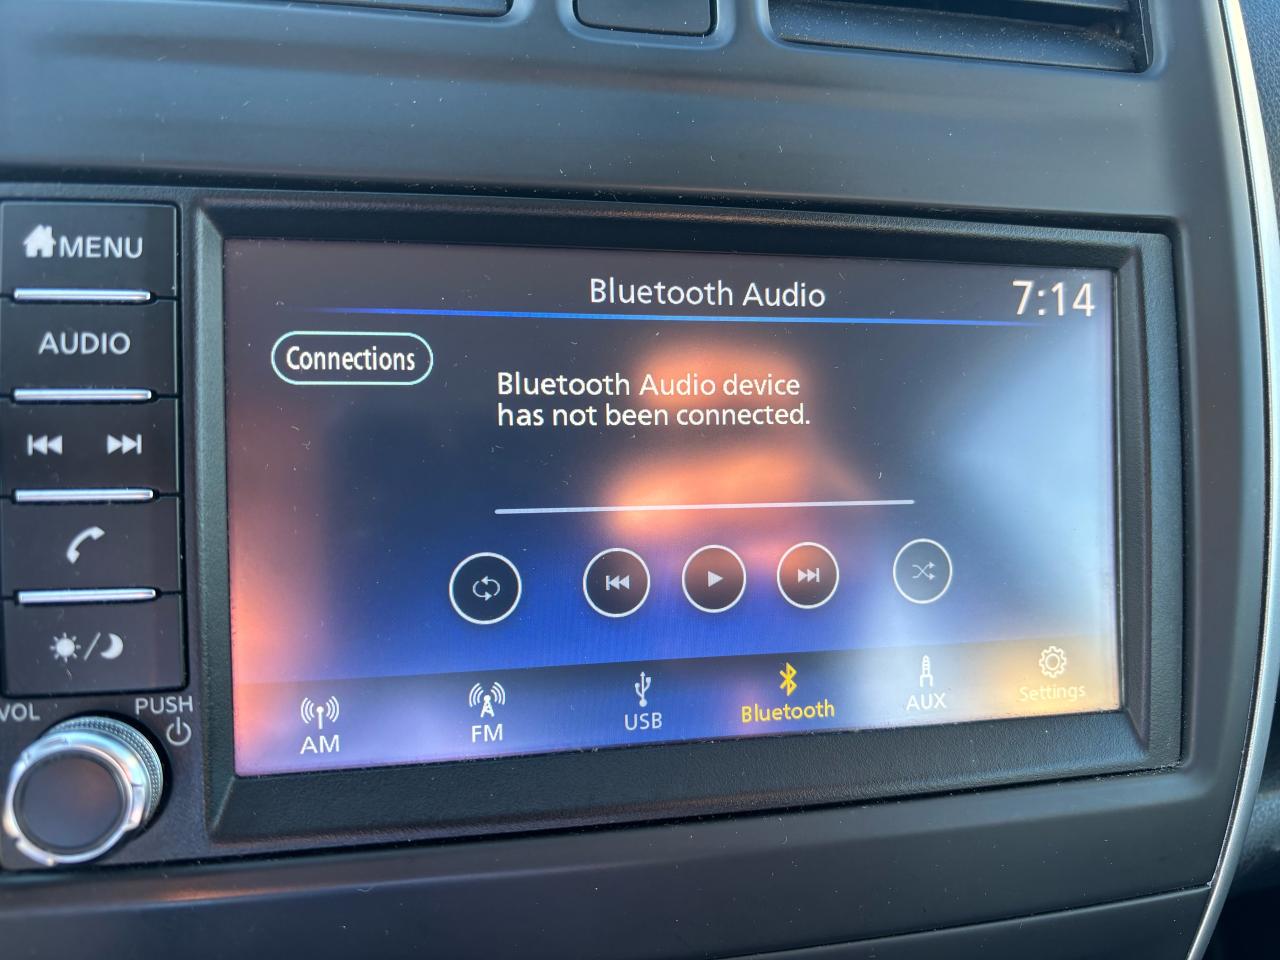 MENU
AUDIO
VOL
PUSH
Bluetooth Audio
7:14
Connections
Bluetooth Audio device
has not been connected.
AM
FM
USB
Bluetooth
AUX
Settings